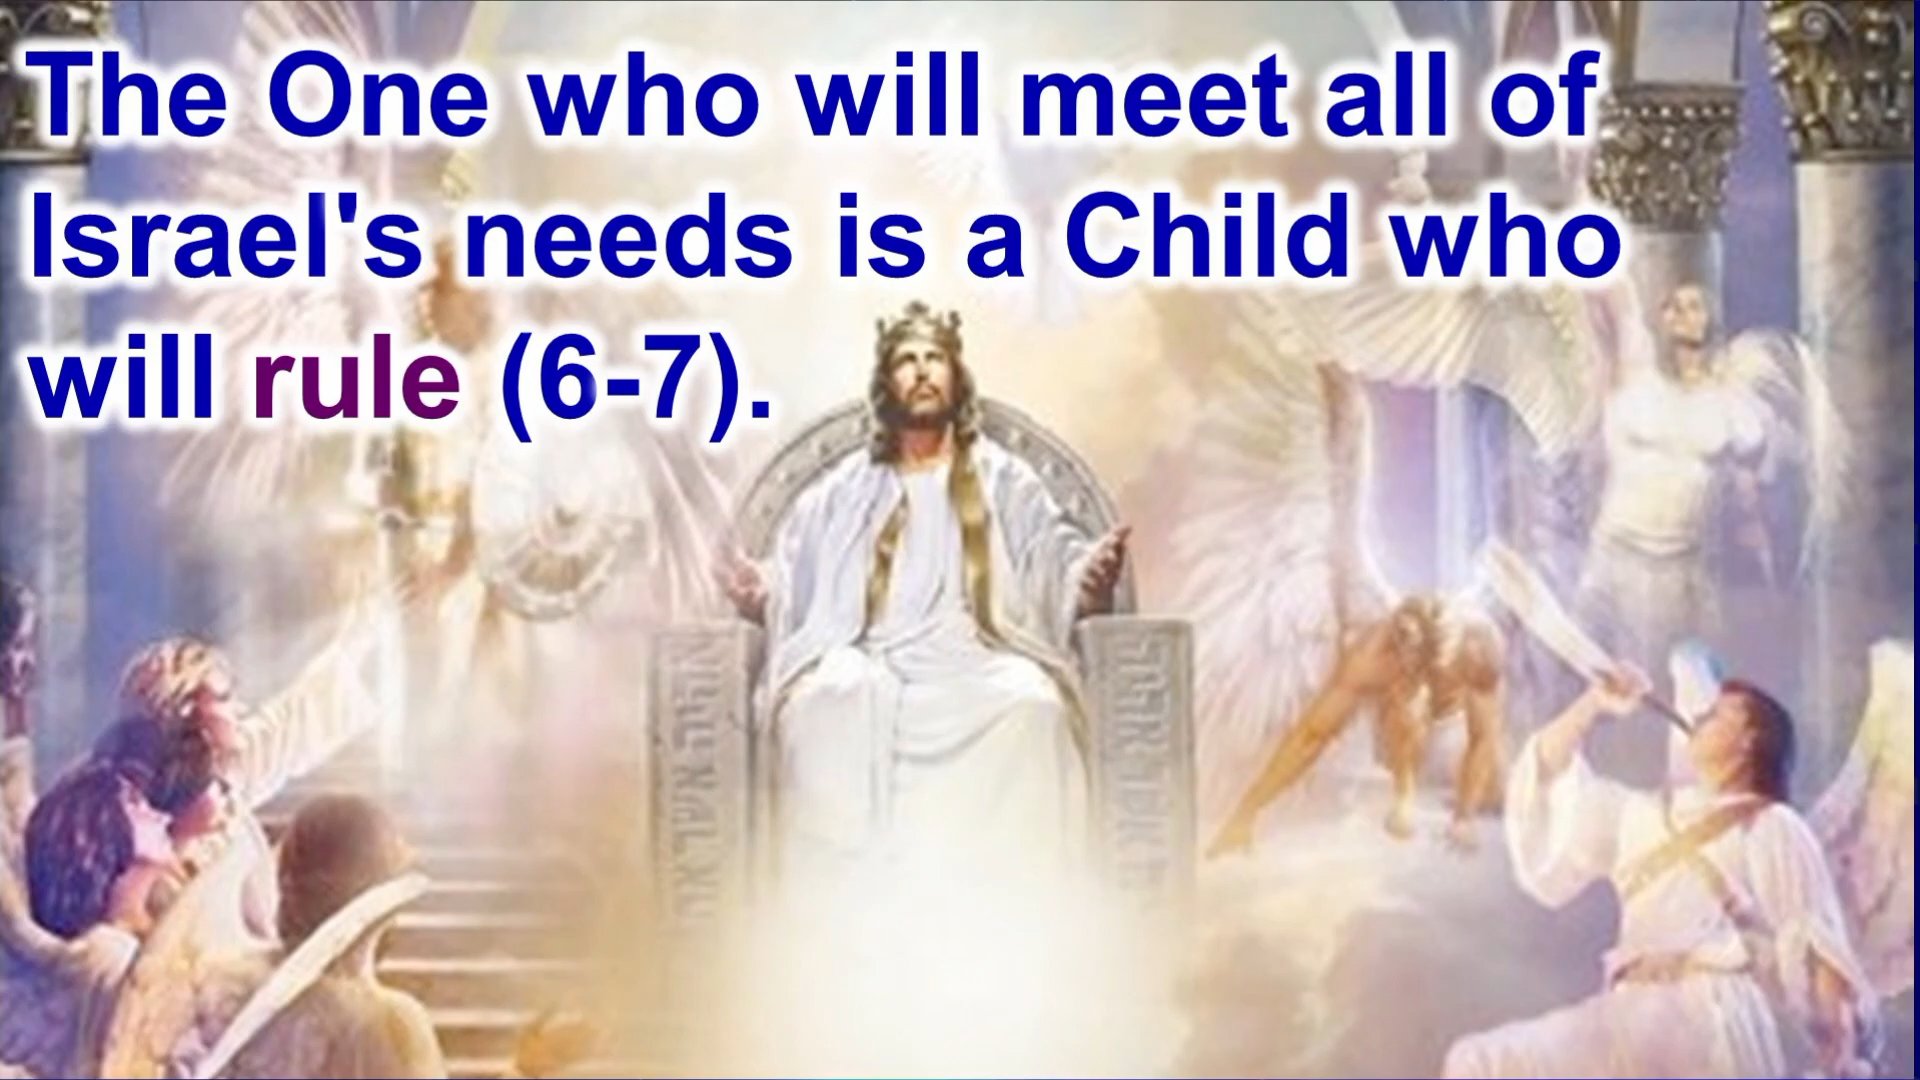 The One who will meet all of
Israel's needs is a Child who
will rule (6-7).